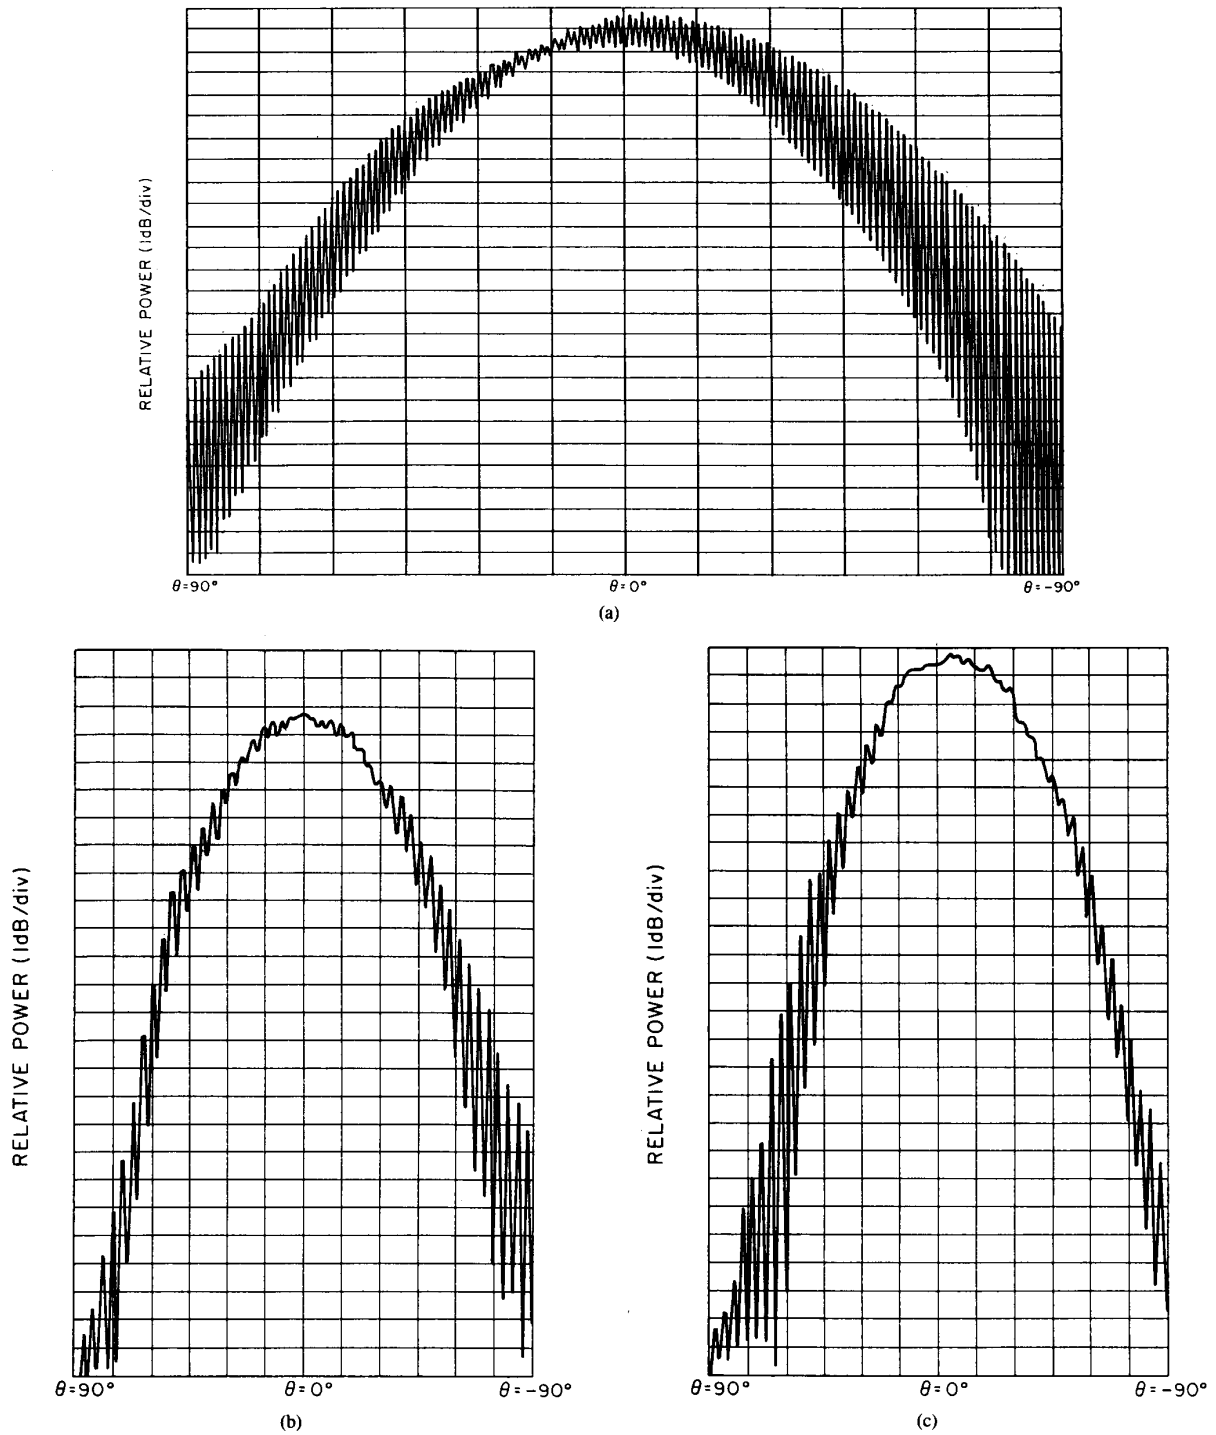 RELATIVE POWER (1dB/div)
θ=90° θ=0° θ=-90°
(a)
RELATIVE POWER (1dB/div)
θ=90° θ=0° θ=-90°
(b)
RELATIVE POWER (1dB/div)
θ=90° θ=0° θ=-90°
(c)